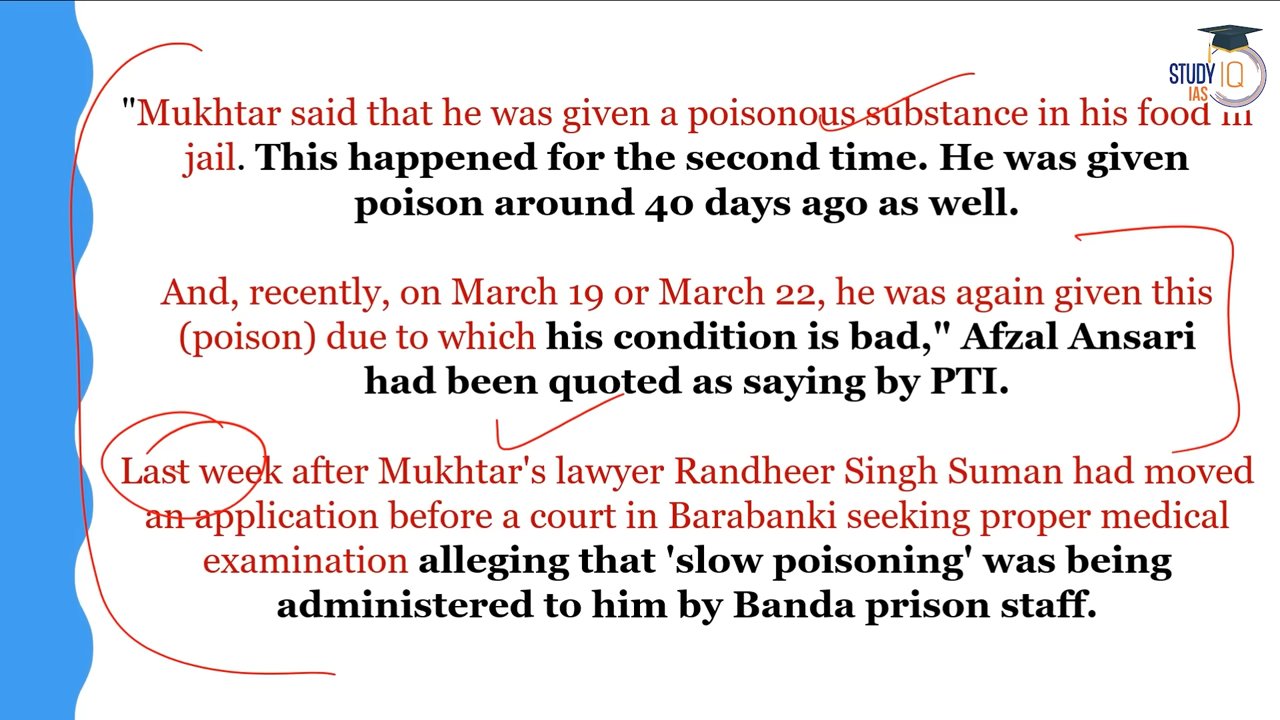 STUDY IQ
IAS
"Mukhtar said that he was given a poisonous substance in his food in
jail. This happened for the second time. He was given
poison around 40 days ago as well.
And, recently, on March 19 or March 22, he was again given this
(poison) due to which his condition is bad," Afzal Ansari
had been quoted as saying by PTI.
Last week after Mukhtar's lawyer Randheer Singh Suman had moved
an application before a court in Barabanki seeking proper medical
examination alleging that 'slow poisoning' was being
administered to him by Banda prison staff.